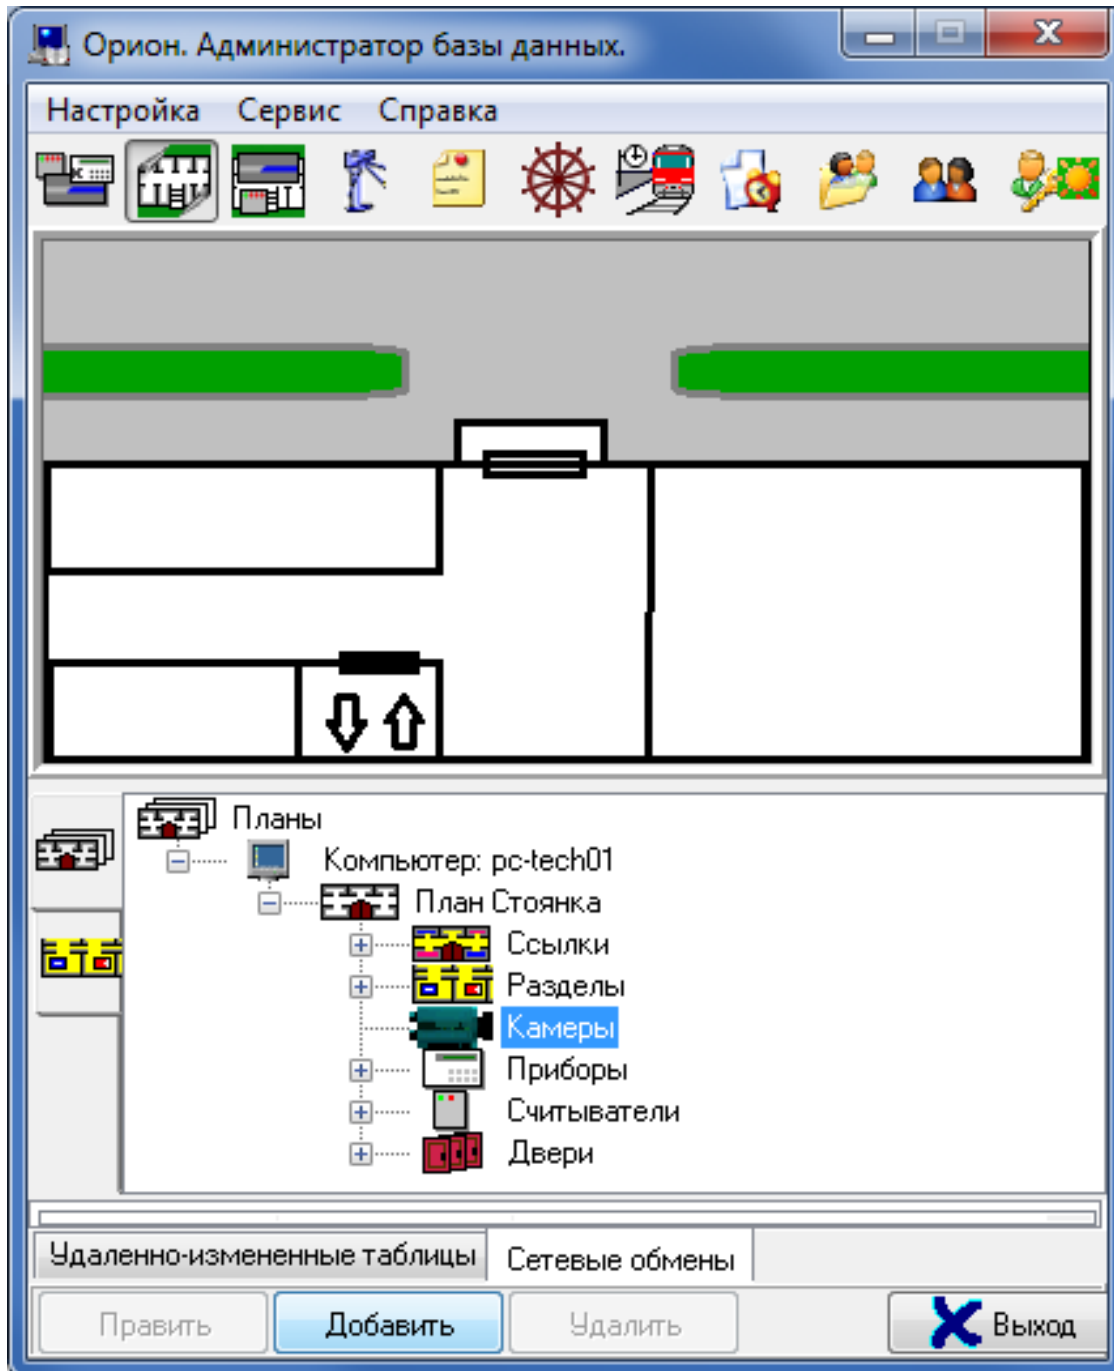 Орион. Администратор базы данных.
Настройка Сервис Справка
Планы
Компьютер: pc-tech01
План Стоянка
Ссылки
Разделы
Камеры
Приборы
Считыватели
Двери
Удаленно-измененные таблицы Сетевые обмены
Править Добавить Удалить Выход